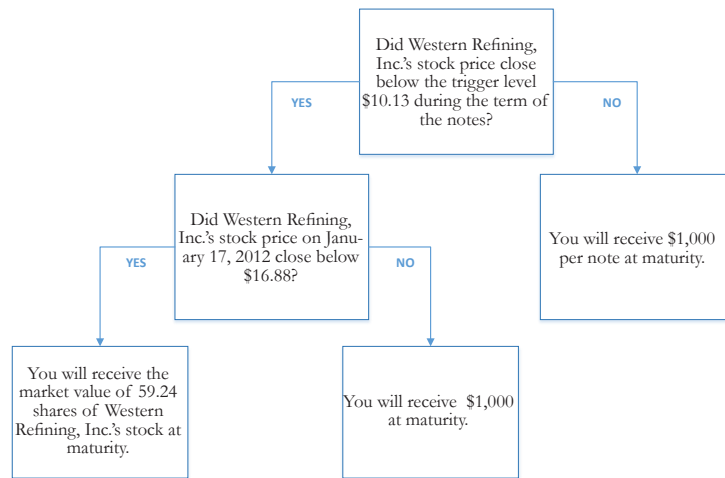 Did Western Refining,
Inc.'s stock price close
below the trigger level
$10.13 during the term of
the notes?
YES
NO
Did Western Refining,
Inc.'s stock price on Janu-
ary 17, 2012 close below
$16.88?
You will receive $1,000
per note at maturity.
YES
NO
You will receive the
market value of 59.24
shares of Western
Refining, Inc.'s stock at
maturity.
You will receive $1,000
at maturity.